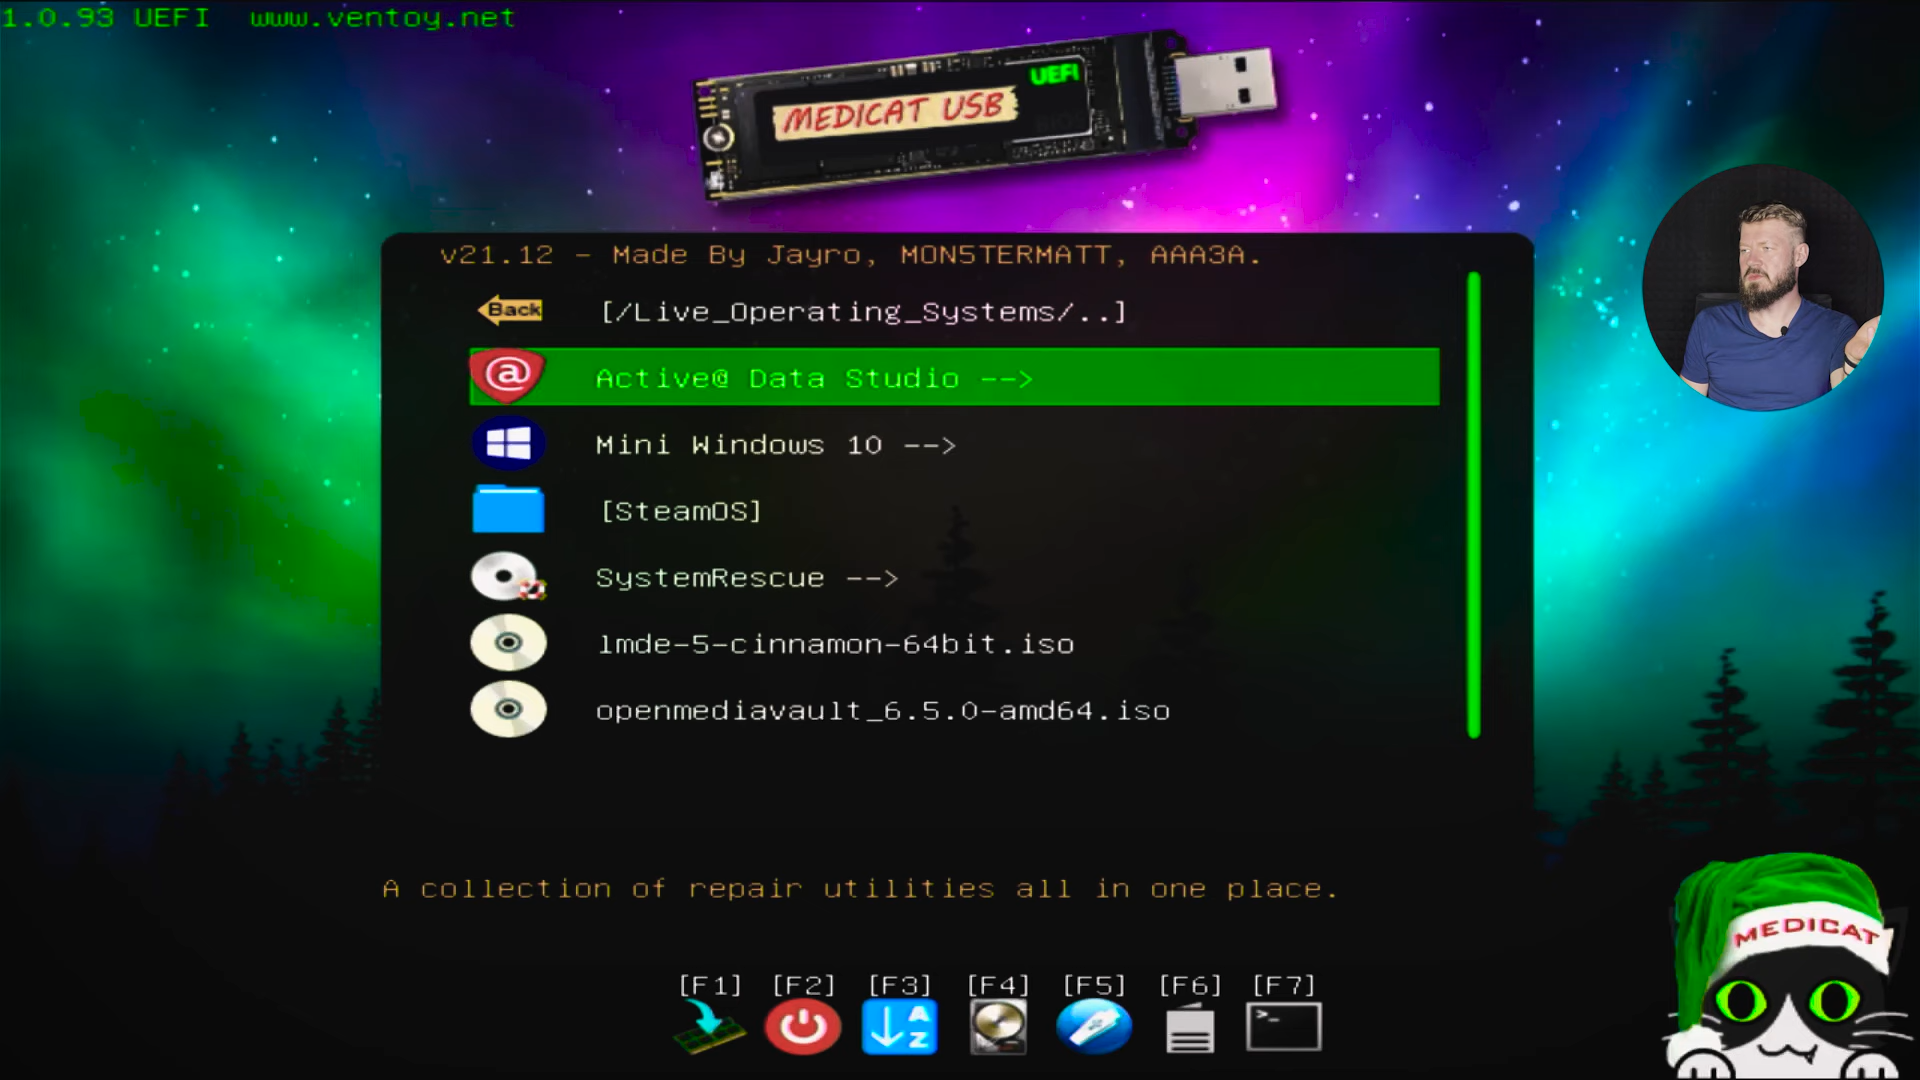 1.0.93 UEFI www.ventoy.net
UEFI
MEDICAT USB
v21.12 - Made By Jayro, MON5TERMATT, AAA3A.
Back [/Live_Operating_Systems/..]
@ Active@ Data Studio -->
Mini Windows 10 -->
[SteamOS]
SystemRescue -->
lmde-5-cinnamon-64bit.iso
openmediavault_6.5.0-amd64.iso
A collection of repair utilities all in one place.
MEDICAT
[F1] [F2] [F3] [F4] [F5] [F6] [F7]
A
Z
>_